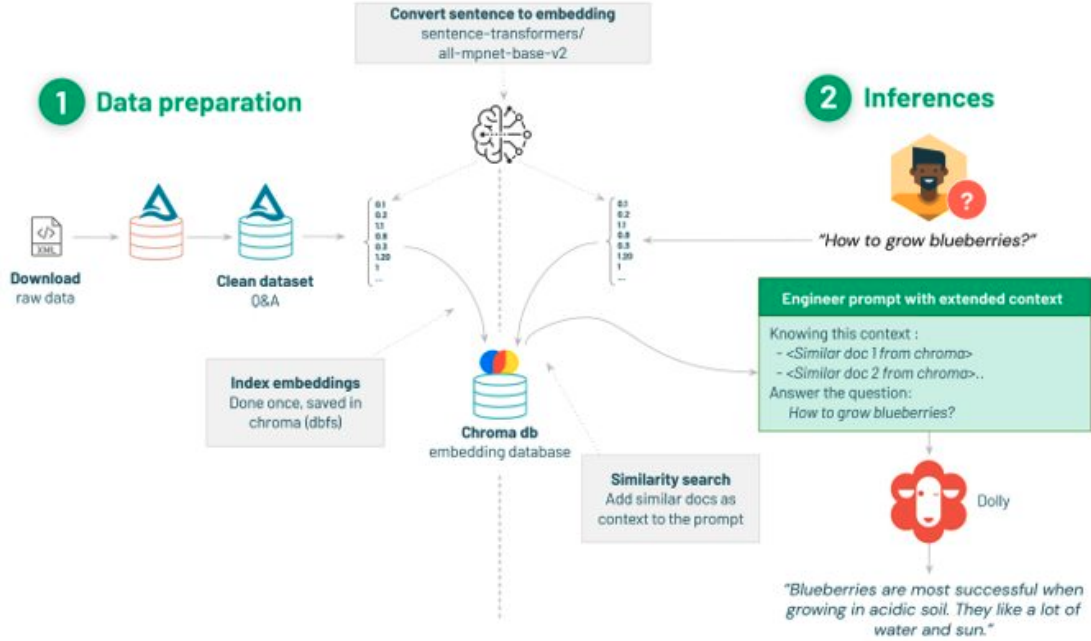 Convert sentence to embedding
sentence-transformers/
all-mpnet-base-v2
1 Data preparation
XML
Download
raw data
Clean dataset
Q&A
0.1
0.2
1.1
0.8
0.3
1.20
1
...
Index embeddings
Done once, saved in
chroma (dbfs)
Chroma db
embedding database
0.1
0.2
1.1
0.8
0.3
1.20
1
...
Similarity search
Add similar docs as
context to the prompt
2 Inferences
?
"How to grow blueberries?"
Engineer prompt with extended context
Knowing this context :
- <Similar doc 1 from chroma>
- <Similar doc 2 from chroma>..
Answer the question:
How to grow blueberries?
Dolly
"Blueberries are most successful when
growing in acidic soil. They like a lot of
water and sun."